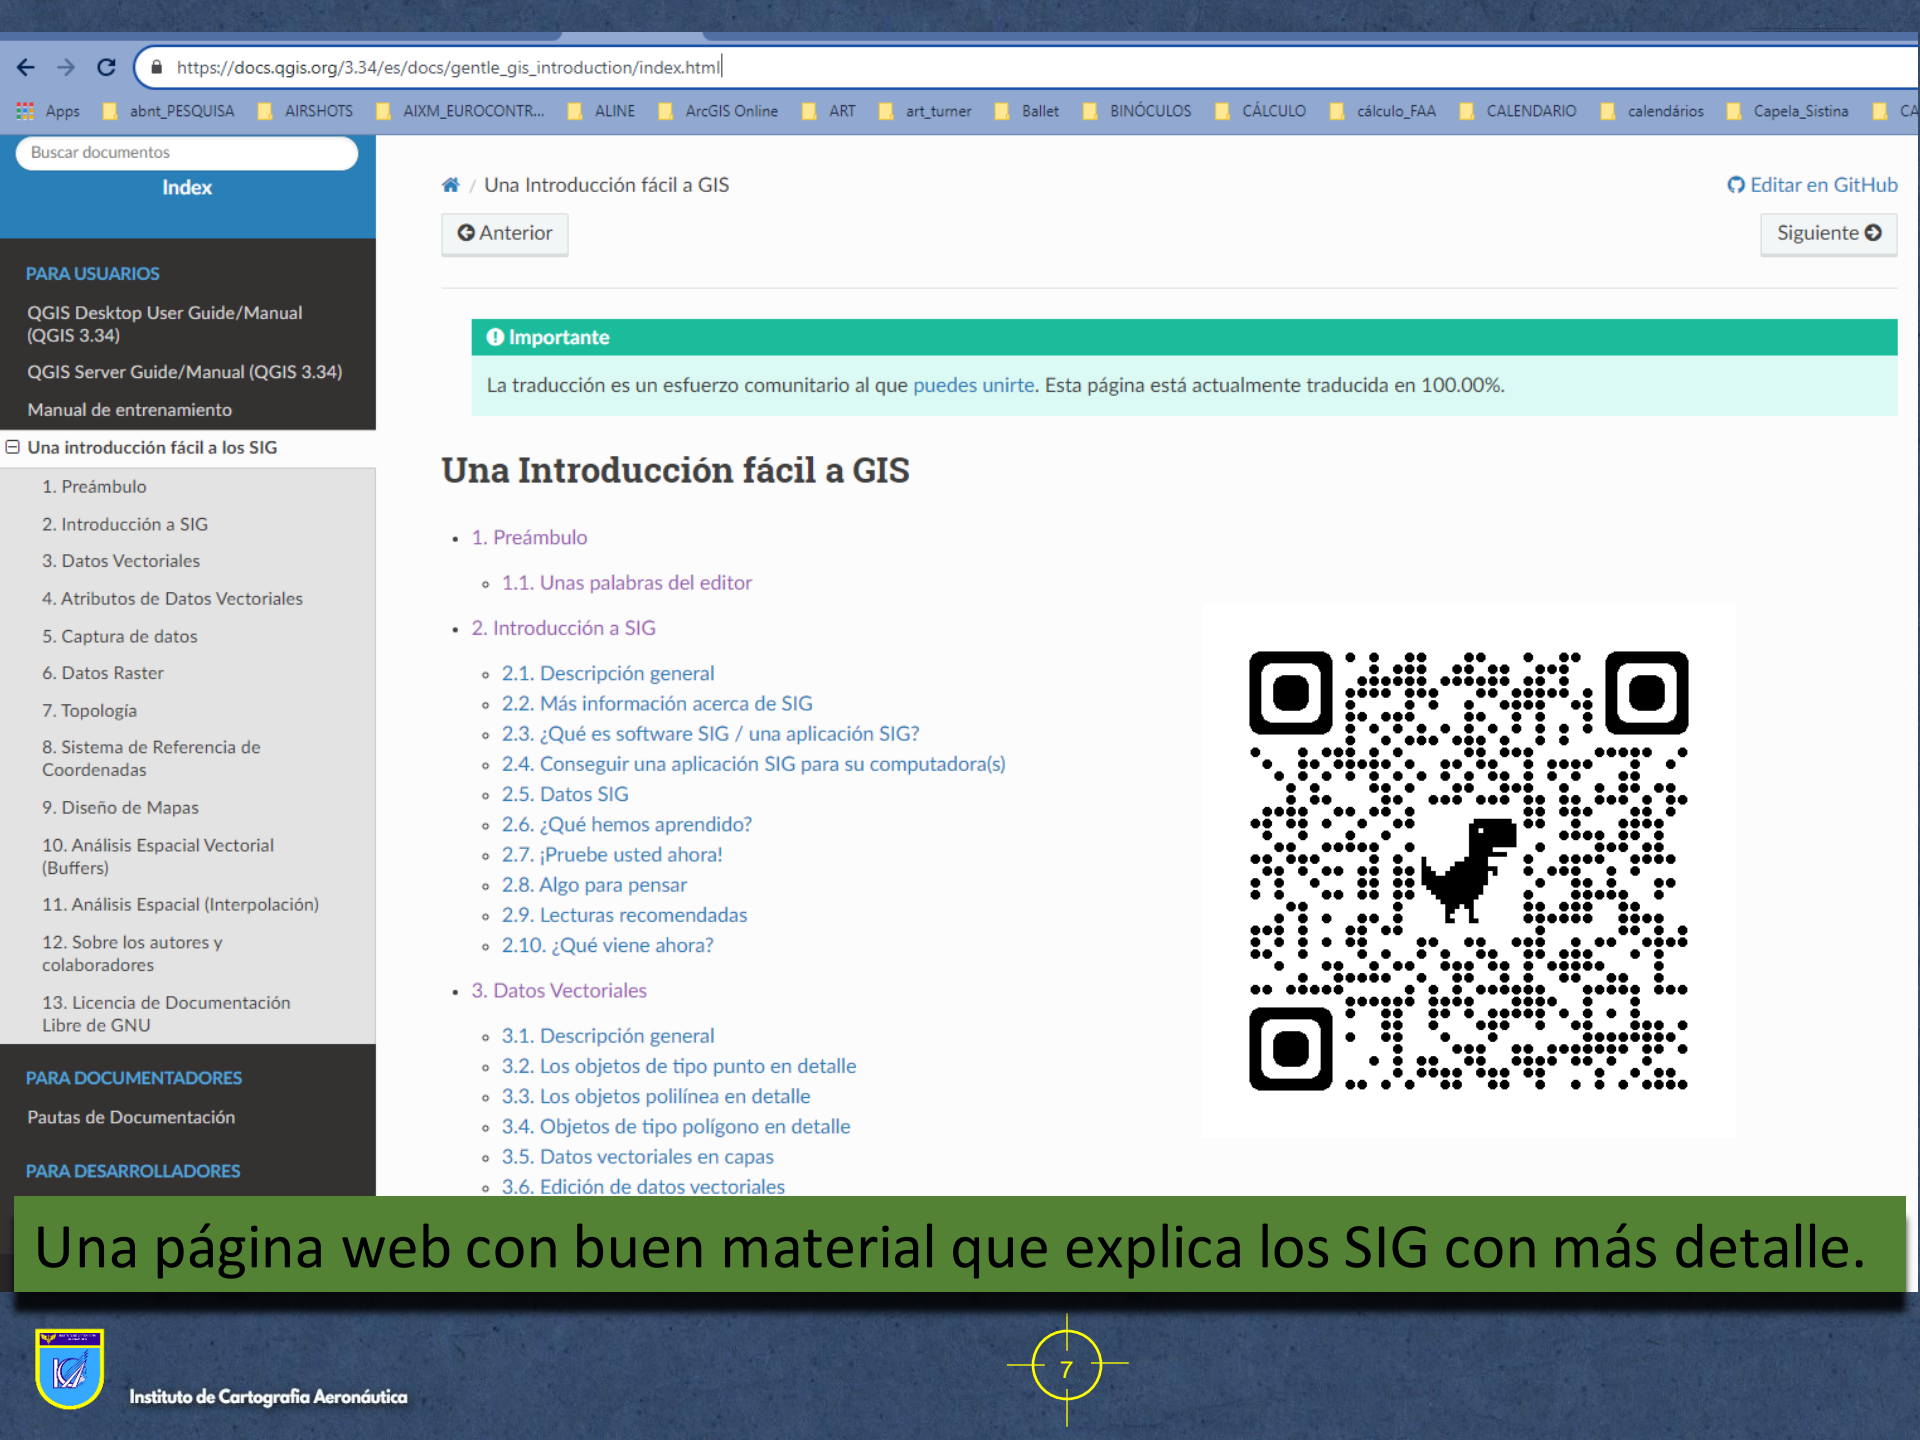 https://docs.qgis.org/3.34/es/docs/gentle_gis_introduction/index.html
Apps abnt_PESQUISA AIRSHOTS AIXM_EUROCONTR... ALINE ArcGIS Online ART art_turner Ballet BINÓCULOS CÁLCULO cálculo_FAA CALENDARIO calendários Capela_Sistina CA
Buscar documentos
Index
PARA USUARIOS
QGIS Desktop User Guide/Manual
(QGIS 3.34)
QGIS Server Guide/Manual (QGIS 3.34)
Manual de entrenamiento
Una introducción fácil a los SIG
1. Preámbulo
2. Introducción a SIG
3. Datos Vectoriales
4. Atributos de Datos Vectoriales
5. Captura de datos
6. Datos Raster
7. Topología
8. Sistema de Referencia de
Coordenadas
9. Diseño de Mapas
10. Análisis Espacial Vectorial
(Buffers)
11. Análisis Espacial (Interpolación)
12. Sobre los autores y
colaboradores
13. Licencia de Documentación
Libre de GNU
PARA DOCUMENTADORES
Pautas de Documentación
PARA DESARROLLADORES
/ Una Introducción fácil a GIS
Editar en GitHub
Anterior
Siguiente
Importante
La traducción es un esfuerzo comunitario al que puedes unirte. Esta página está actualmente traducida en 100.00%.
Una Introducción fácil a GIS
1. Preámbulo
1.1. Unas palabras del editor
2. Introducción a SIG
2.1. Descripción general
2.2. Más información acerca de SIG
2.3. ¿Qué es software SIG / una aplicación SIG?
2.4. Conseguir una aplicación SIG para su computadora(s)
2.5. Datos SIG
2.6. ¿Qué hemos aprendido?
2.7. ¡Pruebe usted ahora!
2.8. Algo para pensar
2.9. Lecturas recomendadas
2.10. ¿Qué viene ahora?
3. Datos Vectoriales
3.1. Descripción general
3.2. Los objetos de tipo punto en detalle
3.3. Los objetos polilínea en detalle
3.4. Objetos de tipo polígono en detalle
3.5. Datos vectoriales en capas
3.6. Edición de datos vectoriales
Una página web con buen material que explica los SIG con más detalle.
Instituto de Cartografia Aeronáutica
7